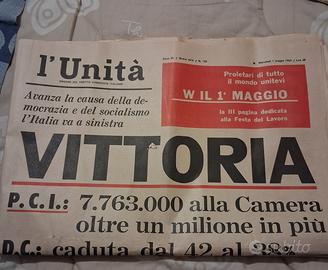 l'Unità
Proletari di tutto
il mondo unitevi
W IL 1° MAGGIO
la III pagina dedicata
alla Festa del Lavoro
Avanza la causa della de-
mocrazia e del socialismo
l'Italia va a sinistra
VITTORIA
P.C.I.: 7.763.000 alla Camera
oltre un milione in più
D.C.: caduta dal 42 al 38%
subito